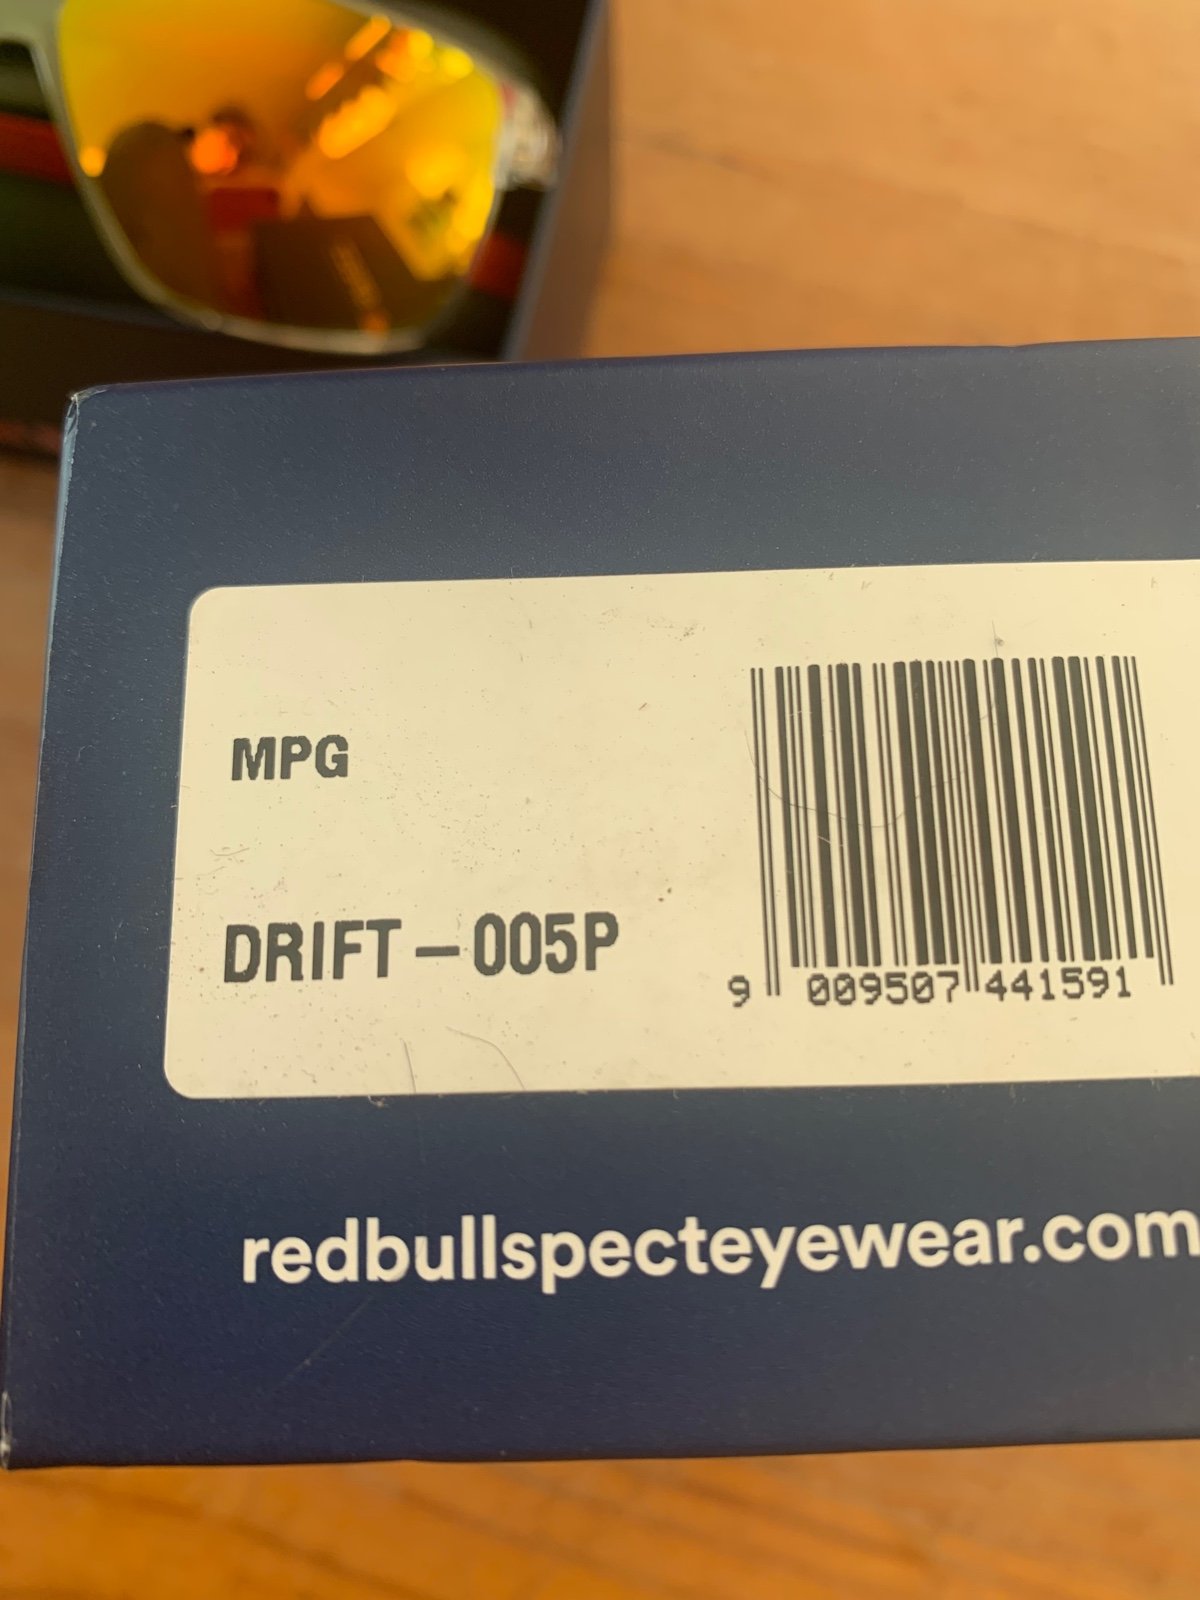 MPG
DRIFT-005P
9 009507 441591
redbullspecteyewear.com